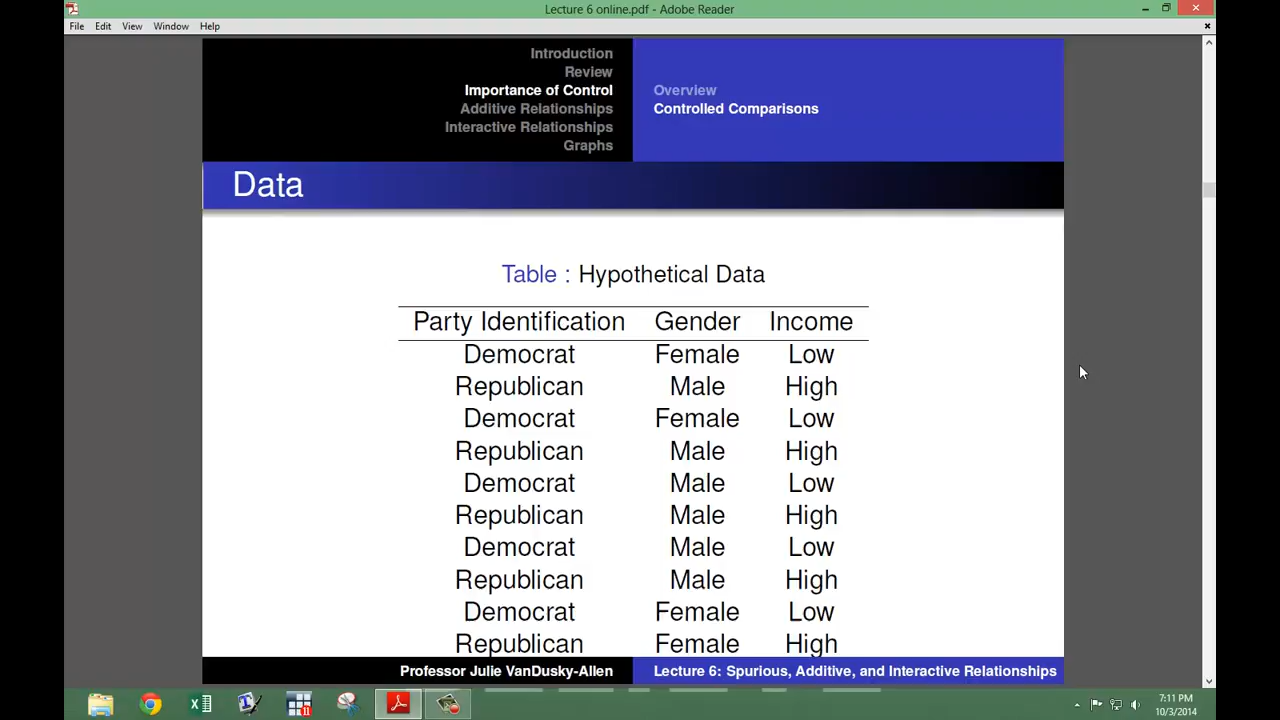 Lecture 6 online.pdf - Adobe Reader
File Edit View Window Help
Introduction
Review
Importance of Control
Additive Relationships
Interactive Relationships
Graphs
Overview
Controlled Comparisons
Data
Table : Hypothetical Data
Party Identification Gender Income
Democrat Female Low
Republican Male High
Democrat Female Low
Republican Male High
Democrat Male Low
Republican Male High
Democrat Male Low
Republican Male High
Democrat Female Low
Republican Female High
Professor Julie VanDusky-Allen
Lecture 6: Spurious, Additive, and Interactive Relationships
7:11 PM
10/3/2014